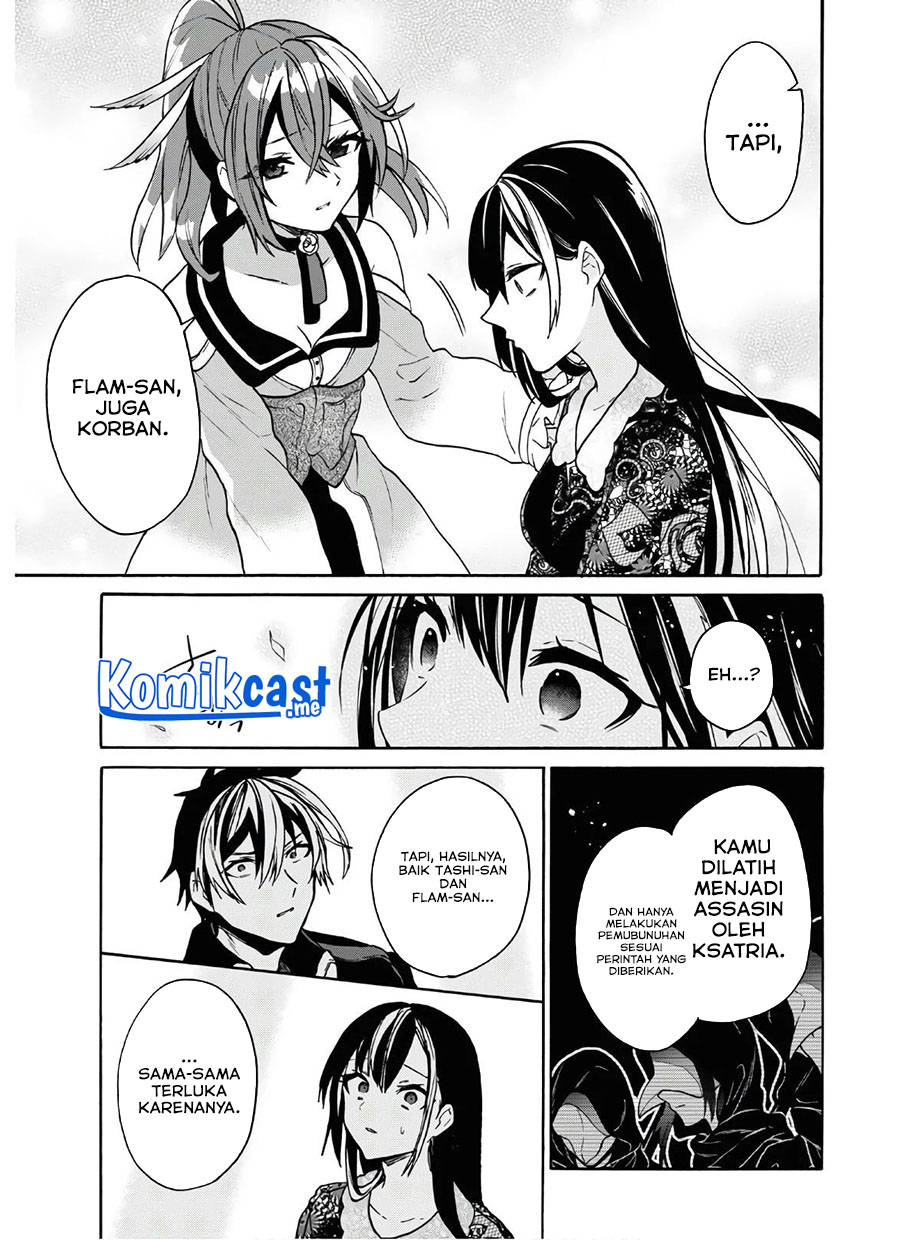 ...
TAPI,
FLAM-SAN,
JUGA
KORBAN.
EH...?
Komikcast
.me
KAMU
DILATIH
MENJADI
ASSASIN
OLEH
KSATRIA.
DAN HANYA
MELAKUKAN
PEMUBUNUHAN
SESUAI
PERINTAH YANG
DIBERIKAN.
TAPI, HASILNYA,
BAIK TASHI-SAN
DAN
FLAM-SAN...
...
SAMA-SAMA
TERLUKA
KARENANYA.